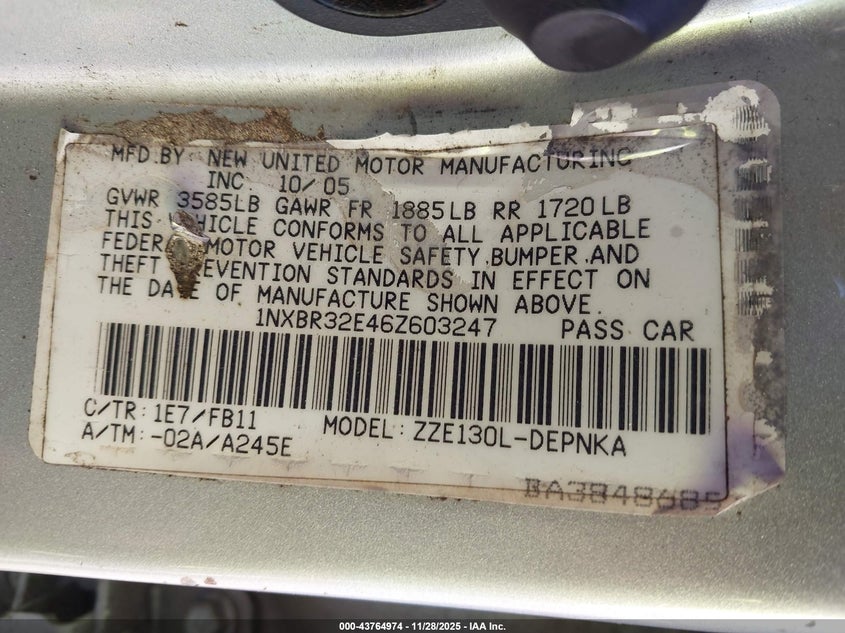 MFD.BY NEW UNITED MOTOR MANUFACTURING
INC. 10/05
GVWR 3585LB GAWR FR 1885LB RR 1720LB
THIS VEHICLE CONFORMS TO ALL APPLICABLE
FEDERAL MOTOR VEHICLE SAFETY,BUMPER,AND
THEFT PREVENTION STANDARDS IN EFFECT ON
THE DATE OF MANUFACTURE SHOWN ABOVE.
1NXBR32E46Z603247 PASS CAR
C/TR: 1E7/FB11 MODEL: ZZE130L-DEPNKA
A/TM: -02A/A245E
BA3848685
000-43764974 | 11/28/2025 - IAA Inc.